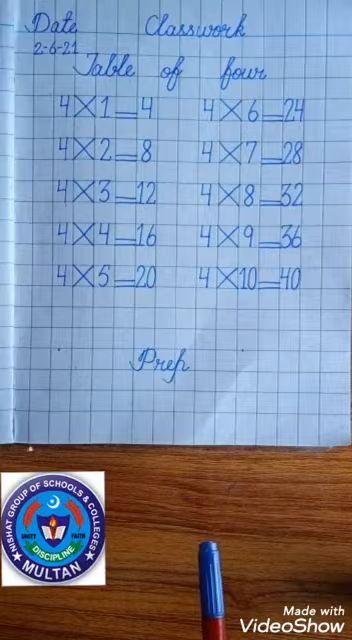 Date Classwork
2-6-21
Table of four
4×1=4 4×6=24
4×2=8 4×7=28
4×3=12 4×8=32
4×4=16 4×9=36
4×5=20 4×10=40
Prep
NISHAT GROUP OF SCHOOLS & COLLEGES
UNITY FAITH
DISCIPLINE
MULTAN
Made with
VideoShow